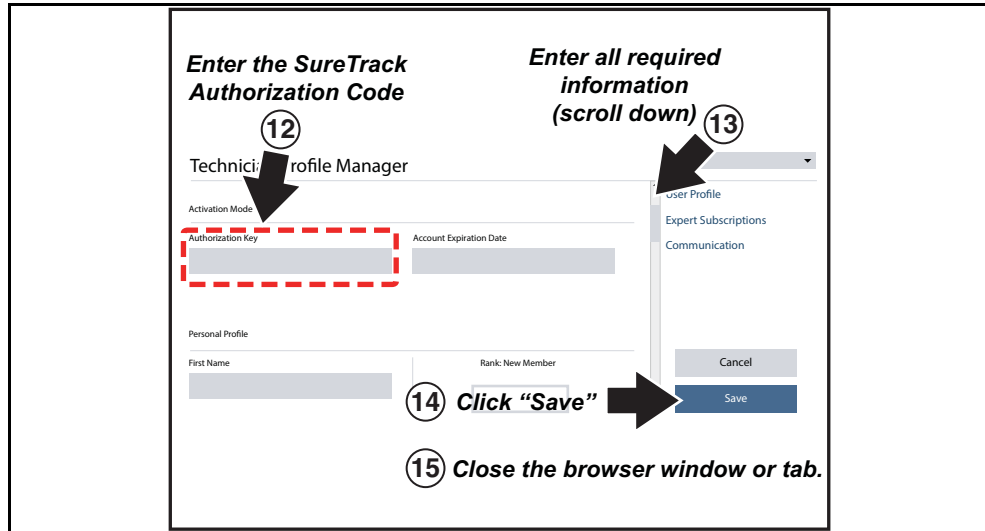 Enter the SureTrack
Authorization Code
12
Enter all required
information
(scroll down)
13
Technicia rofile Manager
Activation Mode
Authorization Key
Account Expiration Date
User Profile
Expert Subscriptions
Communication
Personal Profile
First Name
Rank: New Member
Cancel
14 Click “Save”
Save
15 Close the browser window or tab.